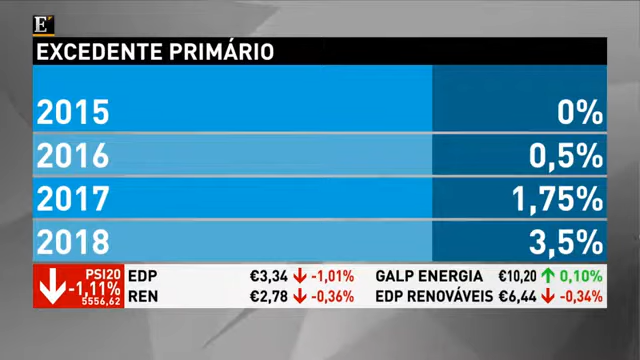 E
EXCEDENTE PRIMÁRIO
2015 0%
2016 0,5%
2017 1,75%
2018 3,5%
PSI20
-1,11%
5556,62
EDP €3,34 -1,01% GALP ENERGIA €10,20 0,10%
REN €2,78 -0,36% EDP RENOVÁVEIS €6,44 -0,34%